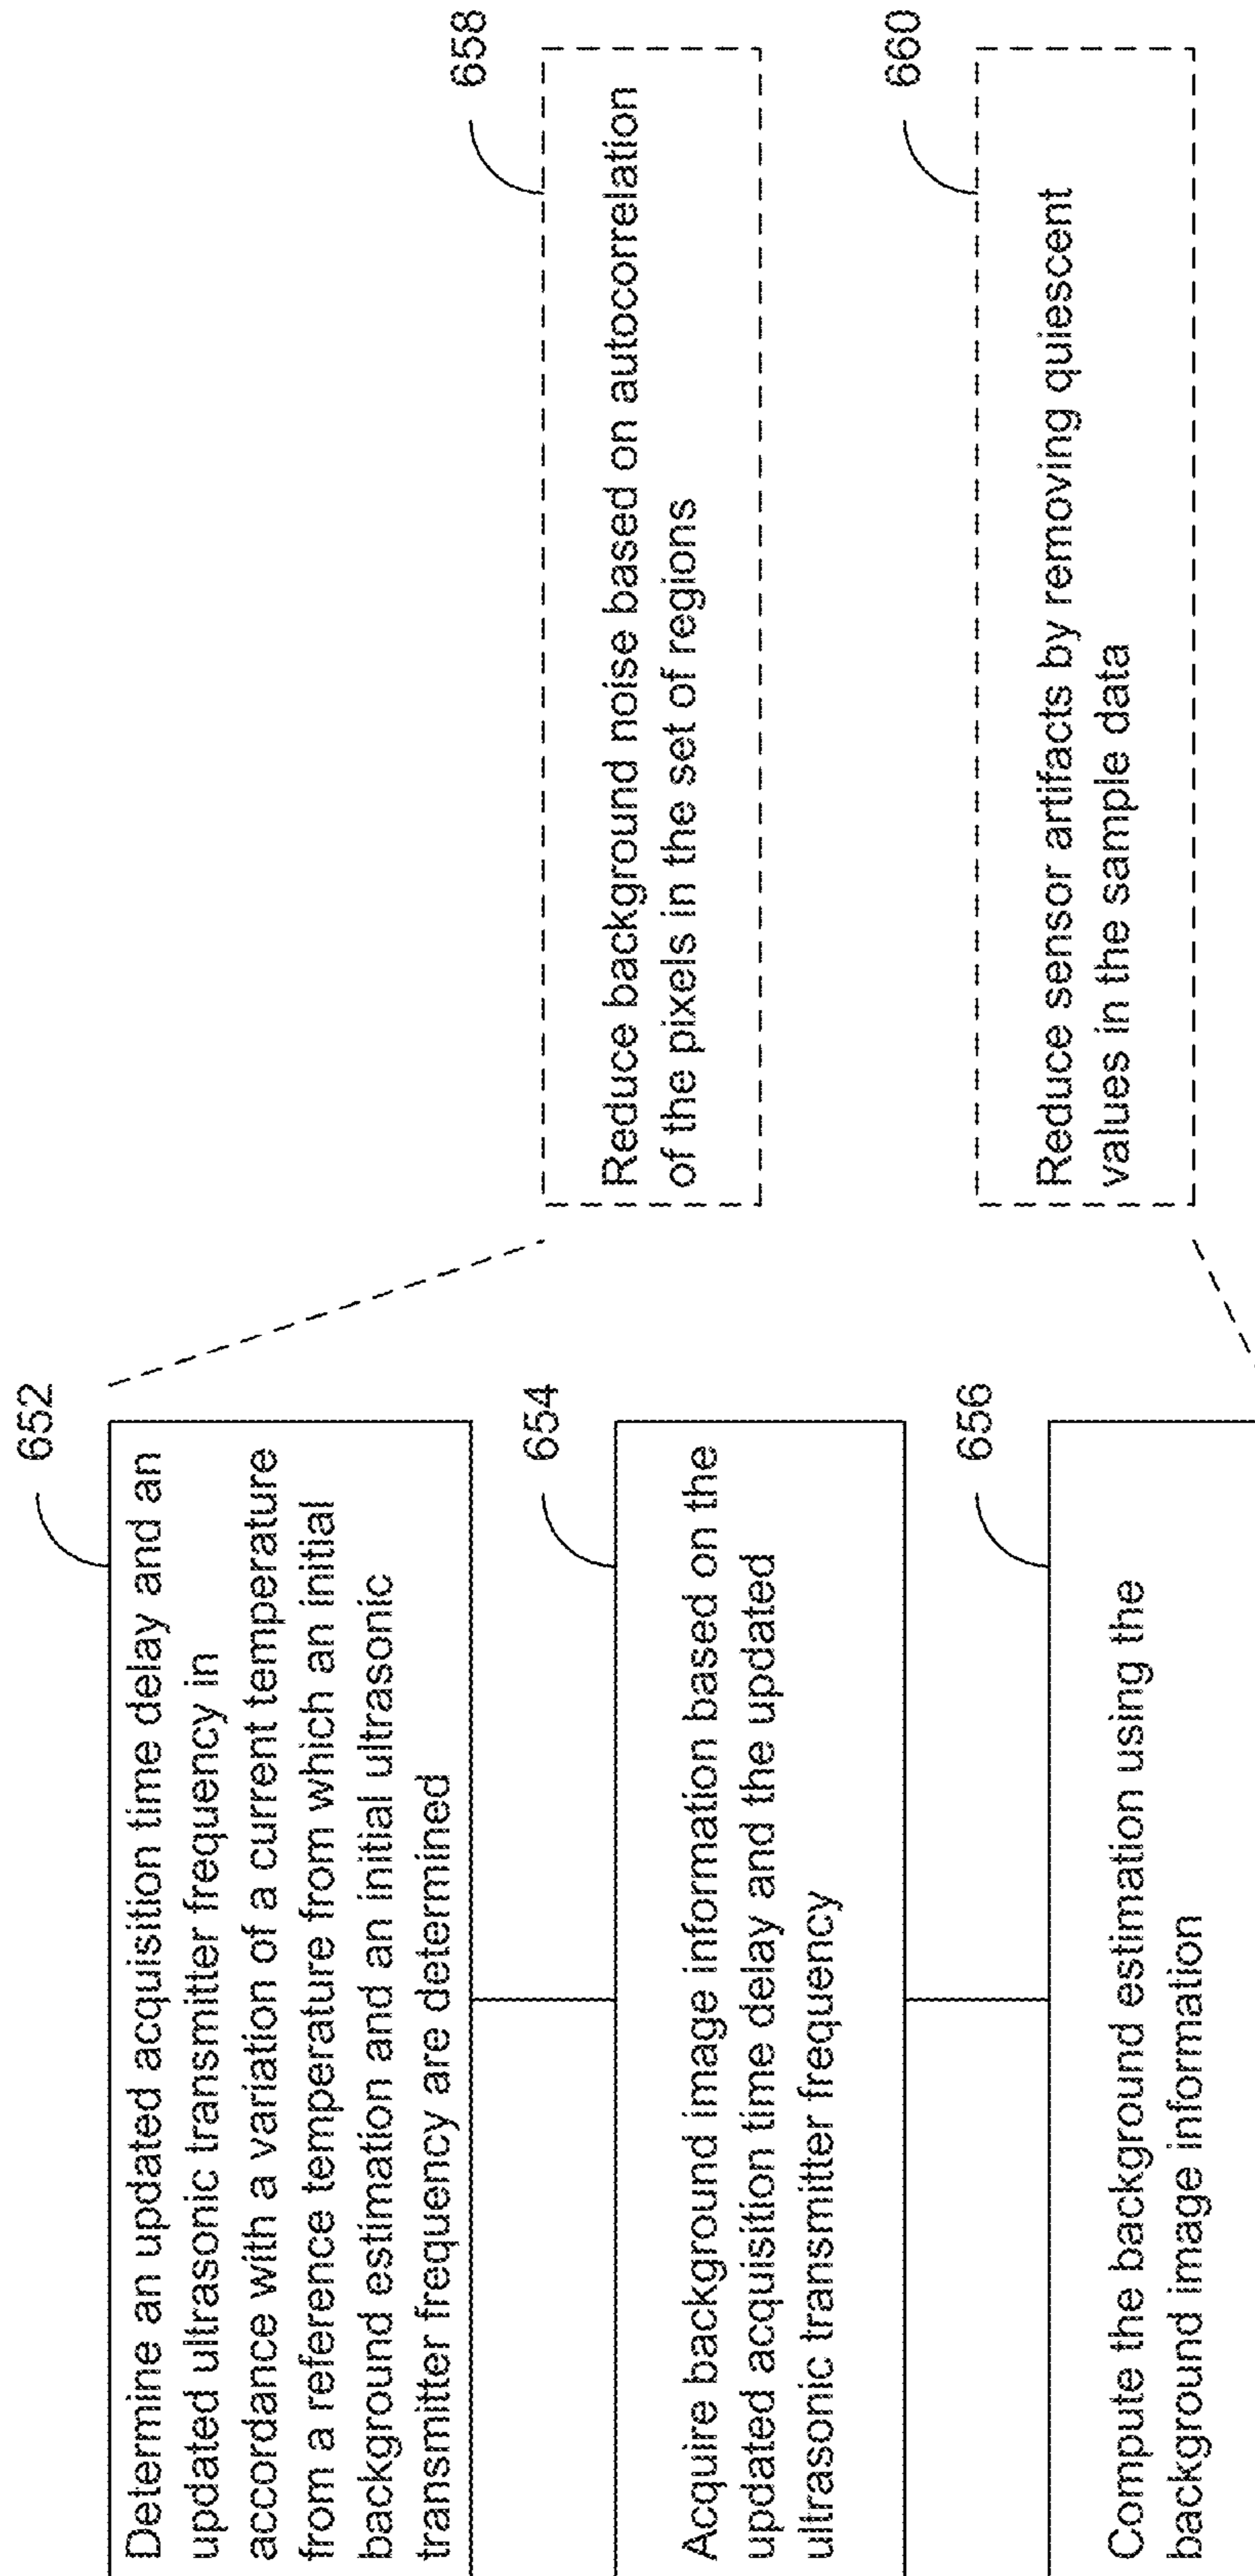 652
Determine an updated acquisition time delay and an
updated ultrasonic transmitter frequency in
accordance with a variation of a current temperature
from a reference temperature from which an initial
background estimation and an initial ultrasonic
transmitter frequency are determined
654
Acquire background image information based on the
updated acquisition time delay and the updated
ultrasonic transmitter frequency
656
Compute the background estimation using the
background image information
658
Reduce background noise based on autocorrelation
of the pixels in the set of regions
660
Reduce sensor artifacts by removing quiescent
values in the sample data